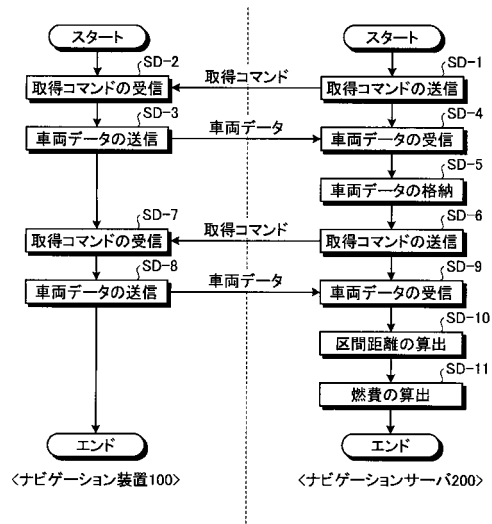 スタート
スタート
SD-2
SD-1
取得コマンドの受信
取得コマンド
取得コマンドの送信
SD-3
SD-4
車両データの送信
車両データ
車両データの受信
SD-5
車両データの格納
SD-7
SD-6
取得コマンドの受信
取得コマンド
取得コマンドの送信
SD-8
SD-9
車両データの送信
車両データ
車両データの受信
SD-10
区間距離の算出
SD-11
燃費の算出
エンド
エンド
<ナビゲーション装置100>
<ナビゲーションサーバ200>